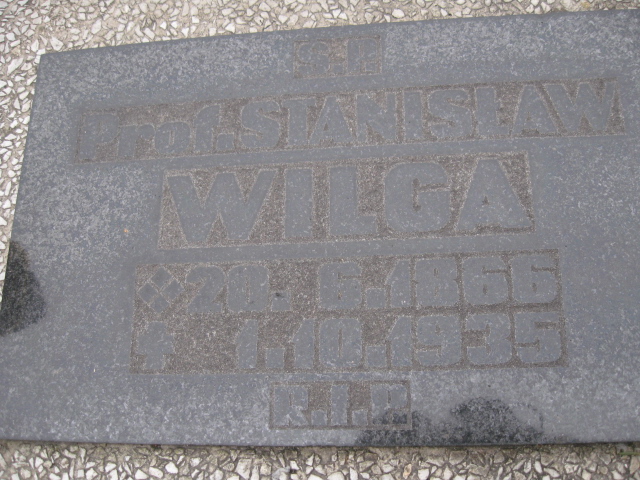 Ś.P.
Prof. STANISŁAW
WILGA
20. 6. 1866
1. 10. 1935
R.I.P.